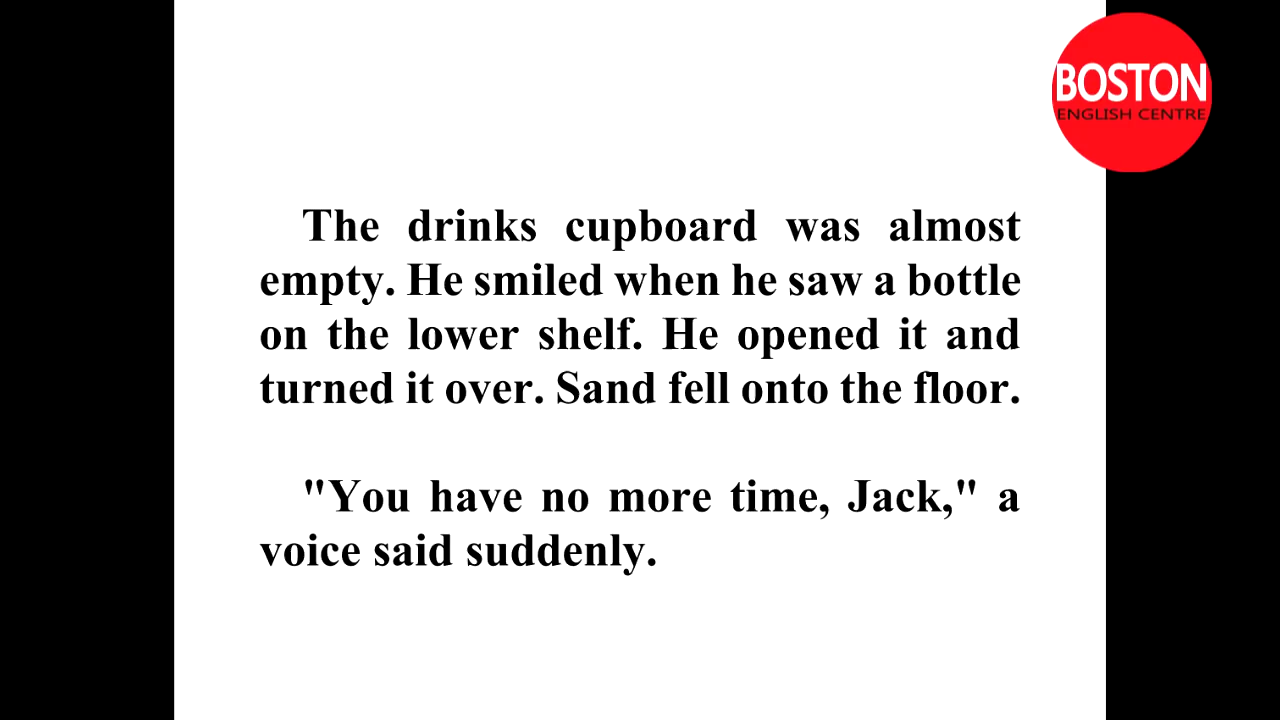 BOSTON
ENGLISH CENTRE
The drinks cupboard was almost
empty. He smiled when he saw a bottle
on the lower shelf. He opened it and
turned it over. Sand fell onto the floor.
"You have no more time, Jack," a
voice said suddenly.